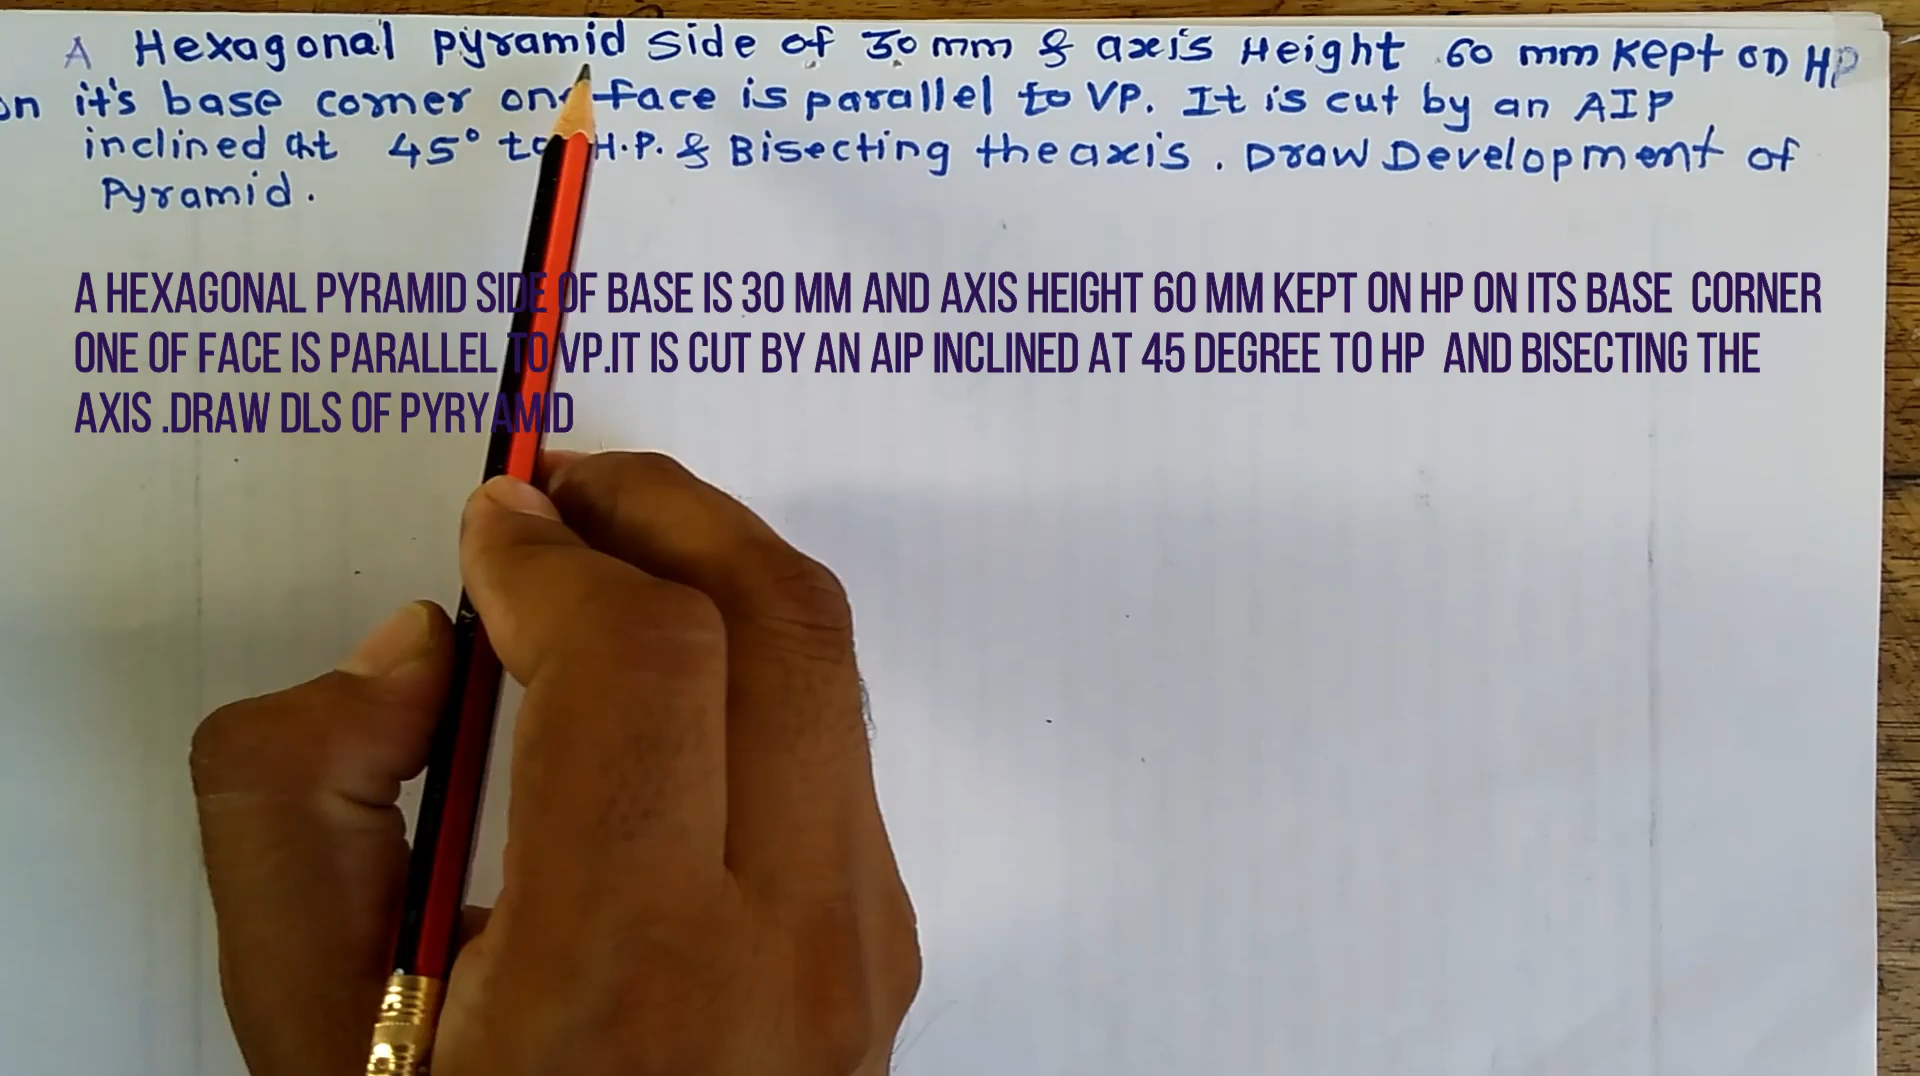 A Hexagonal pyramid side of 30 mm & axis Height 60 mm kept on HP
on it's base corner one face is parallel to VP. It is cut by an AIP
inclined at 45° to H.P. & Bisecting the axis. Draw Development of
Pyramid.
A HEXAGONAL PYRAMID SIDE OF BASE IS 30 MM AND AXIS HEIGHT 60 MM KEPT ON HP ON ITS BASE CORNER
ONE OF FACE IS PARALLEL TO VP.IT IS CUT BY AN AIP INCLINED AT 45 DEGREE TO HP AND BISECTING THE
AXIS .DRAW DLS OF PYRYAMID